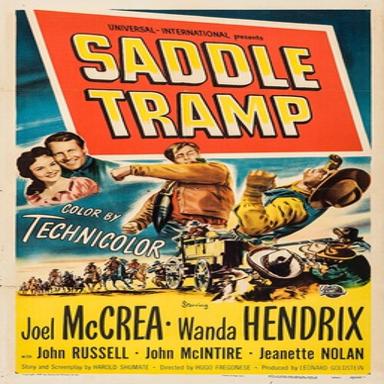 UNIVERSAL-INTERNATIONAL presents
SADDLE
TRAMP
COLOR BY
TECHNICOLOR
Starring
Joel McCREA · Wanda HENDRIX
with John RUSSELL · John McINTIRE · Jeanette NOLAN
Story and Screenplay by HAROLD SHUMATE · Directed by HUGO FREGONESE · Produced by LEONARD GOLDSTEIN